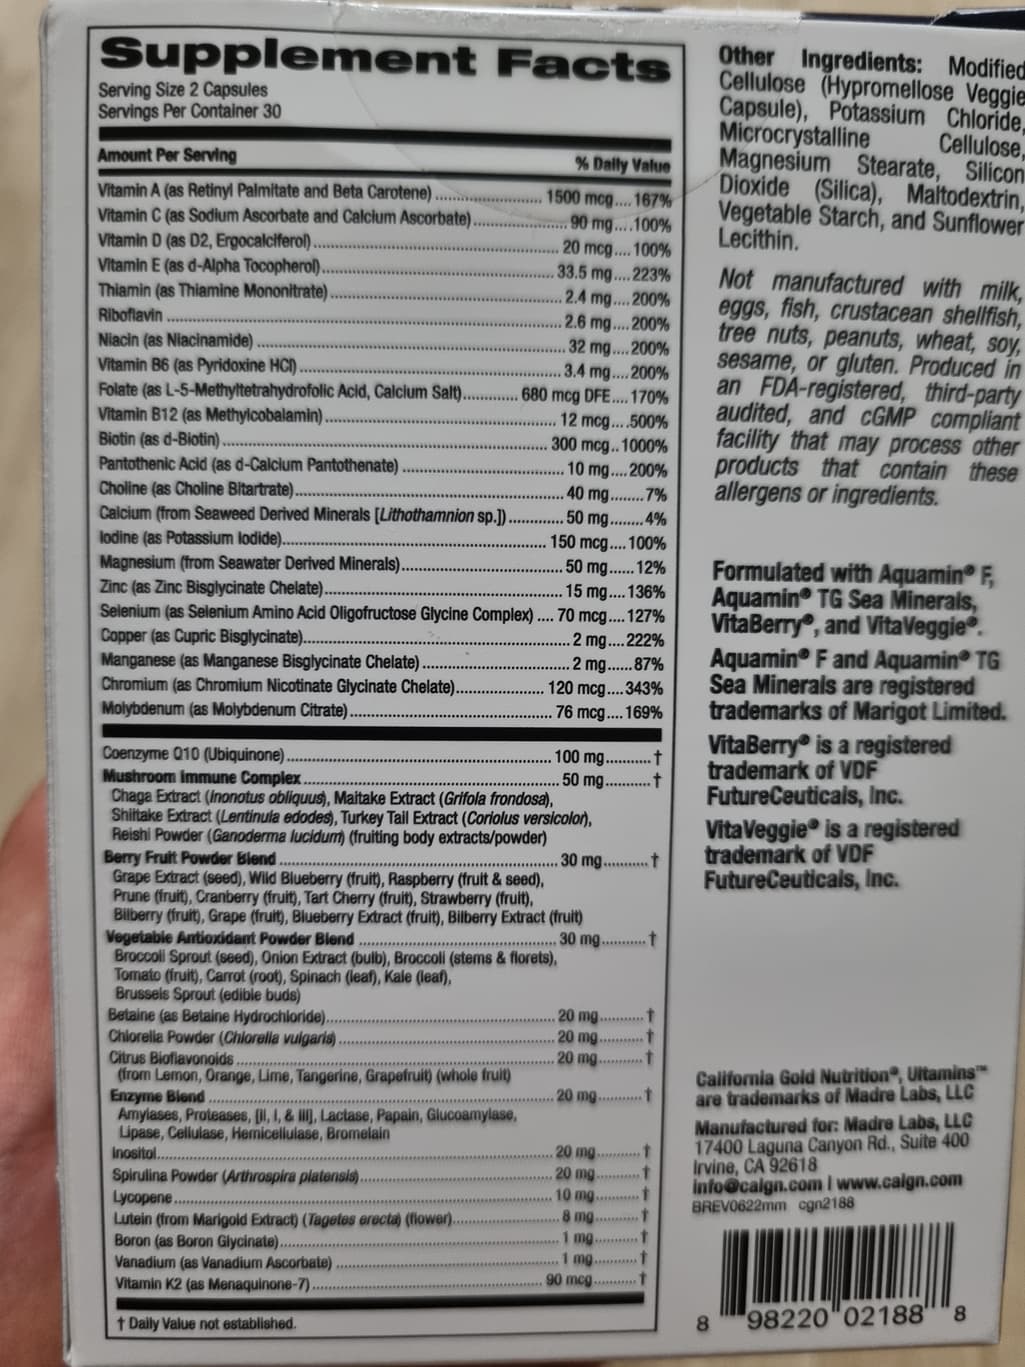 Supplement Facts
Serving Size 2 Capsules
Servings Per Container 30
Amount Per Serving
% Daily Value
Vitamin A (as Retinyl Palmitate and Beta Carotene) 1500 mcg.... 167%
Vitamin C (as Sodium Ascorbate and Calcium Ascorbate) 90 mg....100%
Vitamin D (as D2, Ergocalciferol) 20 mcg.... 100%
Vitamin E (as d-Alpha Tocopherol) 33.5 mg.... 223%
Thiamin (as Thiamine Mononitrate) 2.4 mg.... 200%
Riboflavin 2.6 mg.... 200%
Niacin (as Niacinamide) 32 mg.... 200%
Vitamin B6 (as Pyridoxine HCl) 3.4 mg.... 200%
Folate (as L-5-Methyltetrahydrofolic Acid, Calcium Salt) 680 mcg DFE.... 170%
Vitamin B12 (as Methylcobalamin) 12 mcg....500%
Biotin (as d-Biotin) 300 mcg.. 1000%
Pantothenic Acid (as d-Calcium Pantothenate) 10 mg.... 200%
Choline (as Choline Bitartrate) 40 mg........ 7%
Calcium (from Seaweed Derived Minerals [Lithothamnion sp.]) 50 mg........ 4%
Iodine (as Potassium Iodide) 150 mcg.... 100%
Magnesium (from Seawater Derived Minerals) 50 mg...... 12%
Zinc (as Zinc Bisglycinate Chelate) 15 mg.... 136%
Selenium (as Selenium Amino Acid Oligofructose Glycine Complex) .... 70 mcg.... 127%
Copper (as Cupric Bisglycinate) 2 mg.... 222%
Manganese (as Manganese Bisglycinate Chelate) 2 mg...... 87%
Chromium (as Chromium Nicotinate Glycinate Chelate) 120 mcg.... 343%
Molybdenum (as Molybdenum Citrate) 76 mcg.... 169%
Coenzyme Q10 (Ubiquinone) 100 mg.......... †
Mushroom Immune Complex 50 mg.......... †
Chaga Extract (Inonotus obliquus), Maitake Extract (Grifola frondosa),
Shiitake Extract (Lentinula edodes), Turkey Tail Extract (Coriolus versicolor),
Reishi Powder (Ganoderma lucidum) (fruiting body extracts/powder)
Berry Fruit Powder Blend 30 mg.......... †
Grape Extract (seed), Wild Blueberry (fruit), Raspberry (fruit & seed),
Prune (fruit), Cranberry (fruit), Tart Cherry (fruit), Strawberry (fruit),
Bilberry (fruit), Grape (fruit), Blueberry Extract (fruit), Bilberry Extract (fruit)
Vegetable Antioxidant Powder Blend 30 mg.......... †
Broccoli Sprout (seed), Onion Extract (bulb), Broccoli (stems & florets),
Tomato (fruit), Carrot (root), Spinach (leaf), Kale (leaf),
Brussels Sprout (edible buds)
Betaine (as Betaine Hydrochloride) 20 mg.......... †
Chlorella Powder (Chlorella vulgaris) 20 mg.......... †
Citrus Bioflavonoids 20 mg.......... †
(from Lemon, Orange, Lime, Tangerine, Grapefruit) (whole fruit)
Enzyme Blend 20 mg.......... †
Amylases, Proteases, [II, I, & III], Lactase, Papain, Glucoamylase,
Lipase, Cellulase, Hemicellulase, Bromelain
Inositol 20 mg.......... †
Spirulina Powder (Arthrospira platensis) 20 mg.......... †
Lycopene 10 mg.......... †
Lutein (from Marigold Extract) (Tagetes erecta) (flower) 8 mg.......... †
Boron (as Boron Glycinate) 1 mg.......... †
Vanadium (as Vanadium Ascorbate) 1 mg.......... †
Vitamin K2 (as Menaquinone-7) 90 mcg.......... †
† Daily Value not established.
Other Ingredients: Modified
Cellulose (Hypromellose Veggie
Capsule), Potassium Chloride,
Microcrystalline Cellulose,
Magnesium Stearate, Silicon
Dioxide (Silica), Maltodextrin,
Vegetable Starch, and Sunflower
Lecithin.
Not manufactured with milk,
eggs, fish, crustacean shellfish,
tree nuts, peanuts, wheat, soy,
sesame, or gluten. Produced in
an FDA-registered, third-party
audited, and cGMP compliant
facility that may process other
products that contain these
allergens or ingredients.
Formulated with Aquamin® F,
Aquamin® TG Sea Minerals,
VitaBerry®, and VitaVeggie®.
Aquamin® F and Aquamin® TG
Sea Minerals are registered
trademarks of Marigot Limited.
VitaBerry® is a registered
trademark of VDF
FutureCeuticals, Inc.
VitaVeggie® is a registered
trademark of VDF
FutureCeuticals, Inc.
California Gold Nutrition®, Ultamins™
are trademarks of Madre Labs, LLC
Manufactured for: Madre Labs, LLC
17400 Laguna Canyon Rd., Suite 400
Irvine, CA 92618
info@caign.com I www.caign.com
BREV0622mm cgn2188
8 98220 02188 8